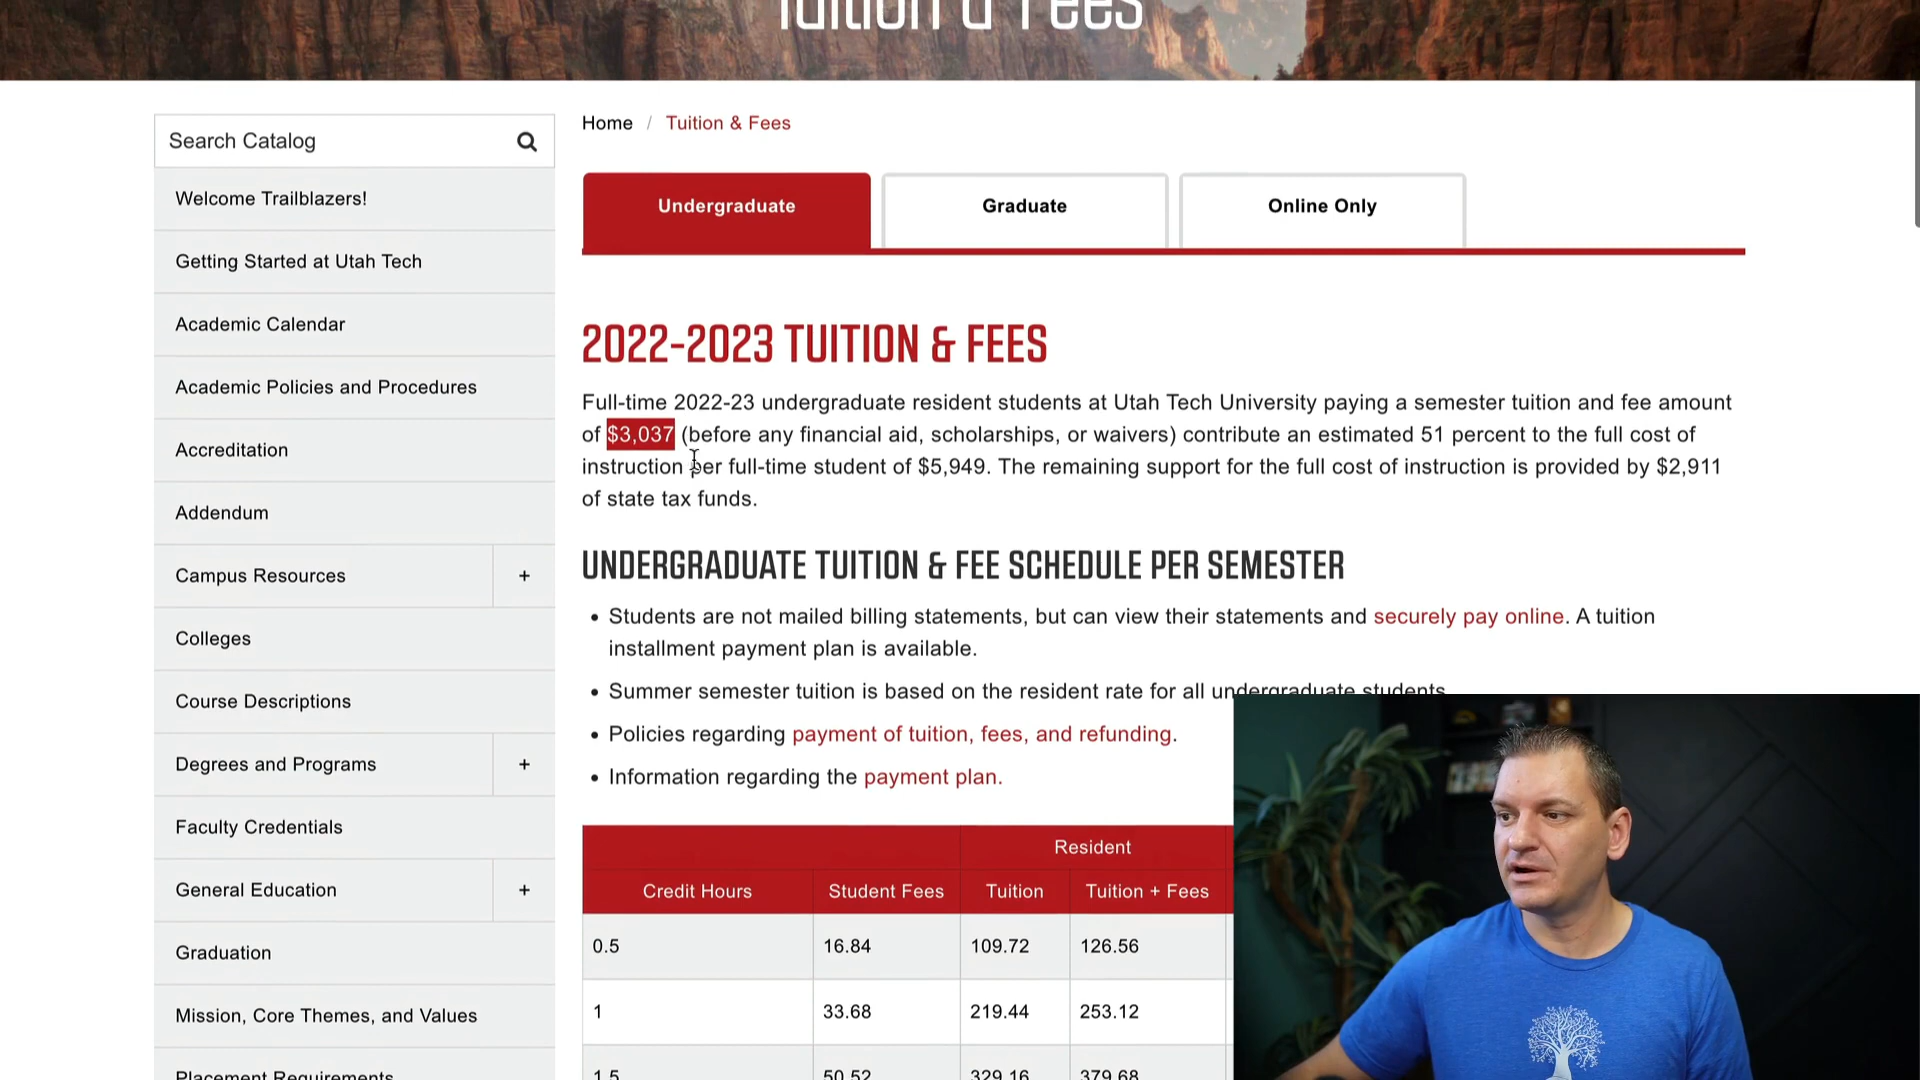 Tuition & Fees
Search Catalog
Welcome Trailblazers!
Getting Started at Utah Tech
Academic Calendar
Academic Policies and Procedures
Accreditation
Addendum
Campus Resources +
Colleges
Course Descriptions
Degrees and Programs +
Faculty Credentials
General Education +
Graduation
Mission, Core Themes, and Values
Placement Requirements
Home / Tuition & Fees
Undergraduate
Graduate
Online Only
2022-2023 TUITION & FEES
Full-time 2022-23 undergraduate resident students at Utah Tech University paying a semester tuition and fee amount
of $3,037 (before any financial aid, scholarships, or waivers) contribute an estimated 51 percent to the full cost of
instruction per full-time student of $5,949. The remaining support for the full cost of instruction is provided by $2,911
of state tax funds.
UNDERGRADUATE TUITION & FEE SCHEDULE PER SEMESTER
• Students are not mailed billing statements, but can view their statements and securely pay online. A tuition
installment payment plan is available.
• Summer semester tuition is based on the resident rate for all undergraduate students
• Policies regarding payment of tuition, fees, and refunding.
• Information regarding the payment plan.
Resident
Credit Hours Student Fees Tuition Tuition + Fees
0.5 16.84 109.72 126.56
1 33.68 219.44 253.12
1.5 50.52 329.16 379.68